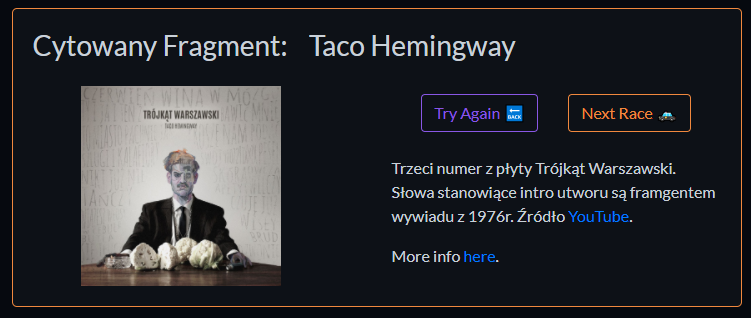 Cytowany Fragment: Taco Hemingway
TRÓJKĄT WARSZAWSKI
TACO HEMINGWAY
Try Again BACK
Next Race
Trzeci numer z płyty Trójkąt Warszawski.
Słowa stanowiące intro utworu są framgentem
wywiadu z 1976r. Źródło YouTube.
More info here.